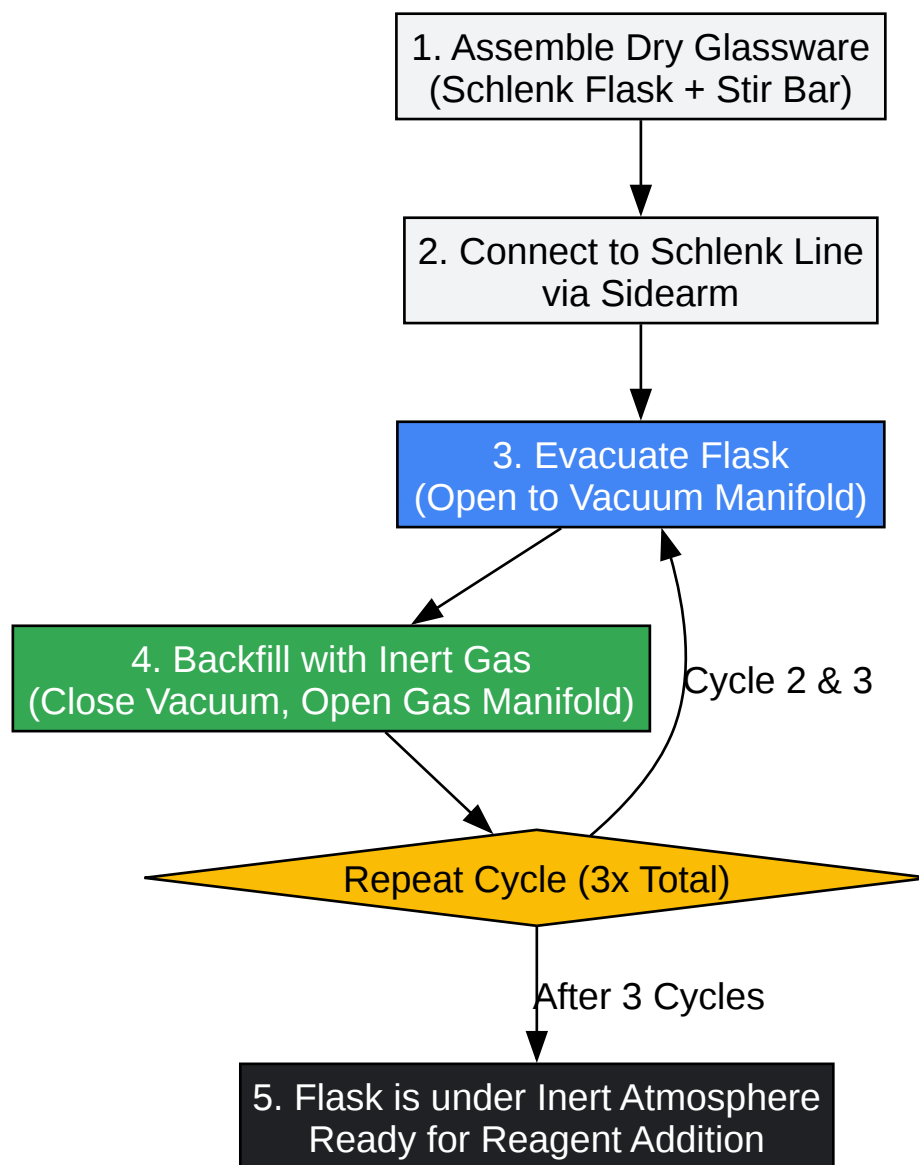 1. Assemble Dry Glassware
(Schlenk Flask + Stir Bar)
2. Connect to Schlenk Line
via Sidearm
3. Evacuate Flask
(Open to Vacuum Manifold)
4. Backfill with Inert Gas
(Close Vacuum, Open Gas Manifold)
Cycle 2 & 3
Repeat Cycle (3x Total)
After 3 Cycles
5. Flask is under Inert Atmosphere
Ready for Reagent Addition